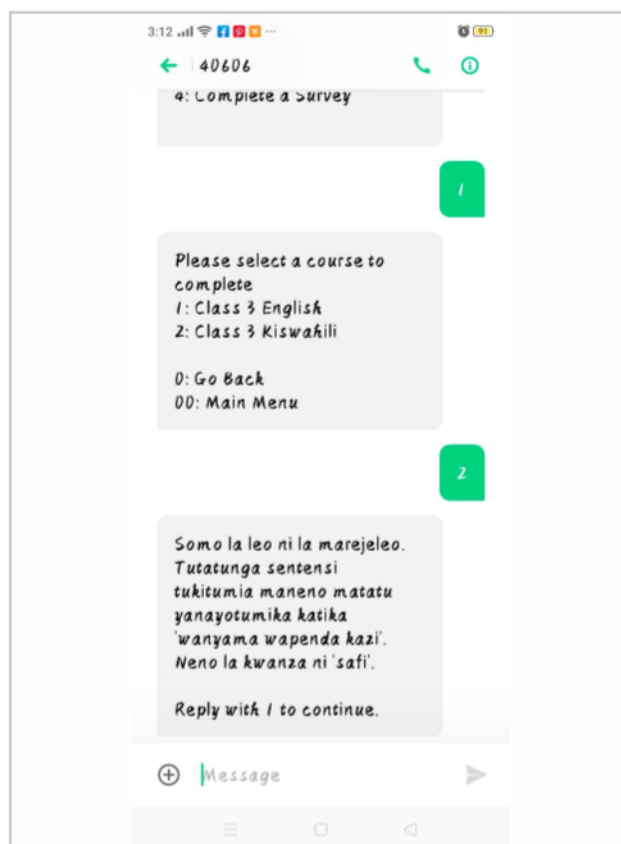 3:12
91
40606
4: Complete a Survey
1
Please select a course to
complete
1: Class 3 English
2: Class 3 Kiswahili
0: Go Back
00: Main Menu
2
Somo la leo ni la marejeleo.
Tutatunga sentensi
tukitumia maneno matatu
yanayotumika katika
'wanyama wapenda kazi'.
Neno la kwanza ni 'safi'.
Reply with 1 to continue.
Message